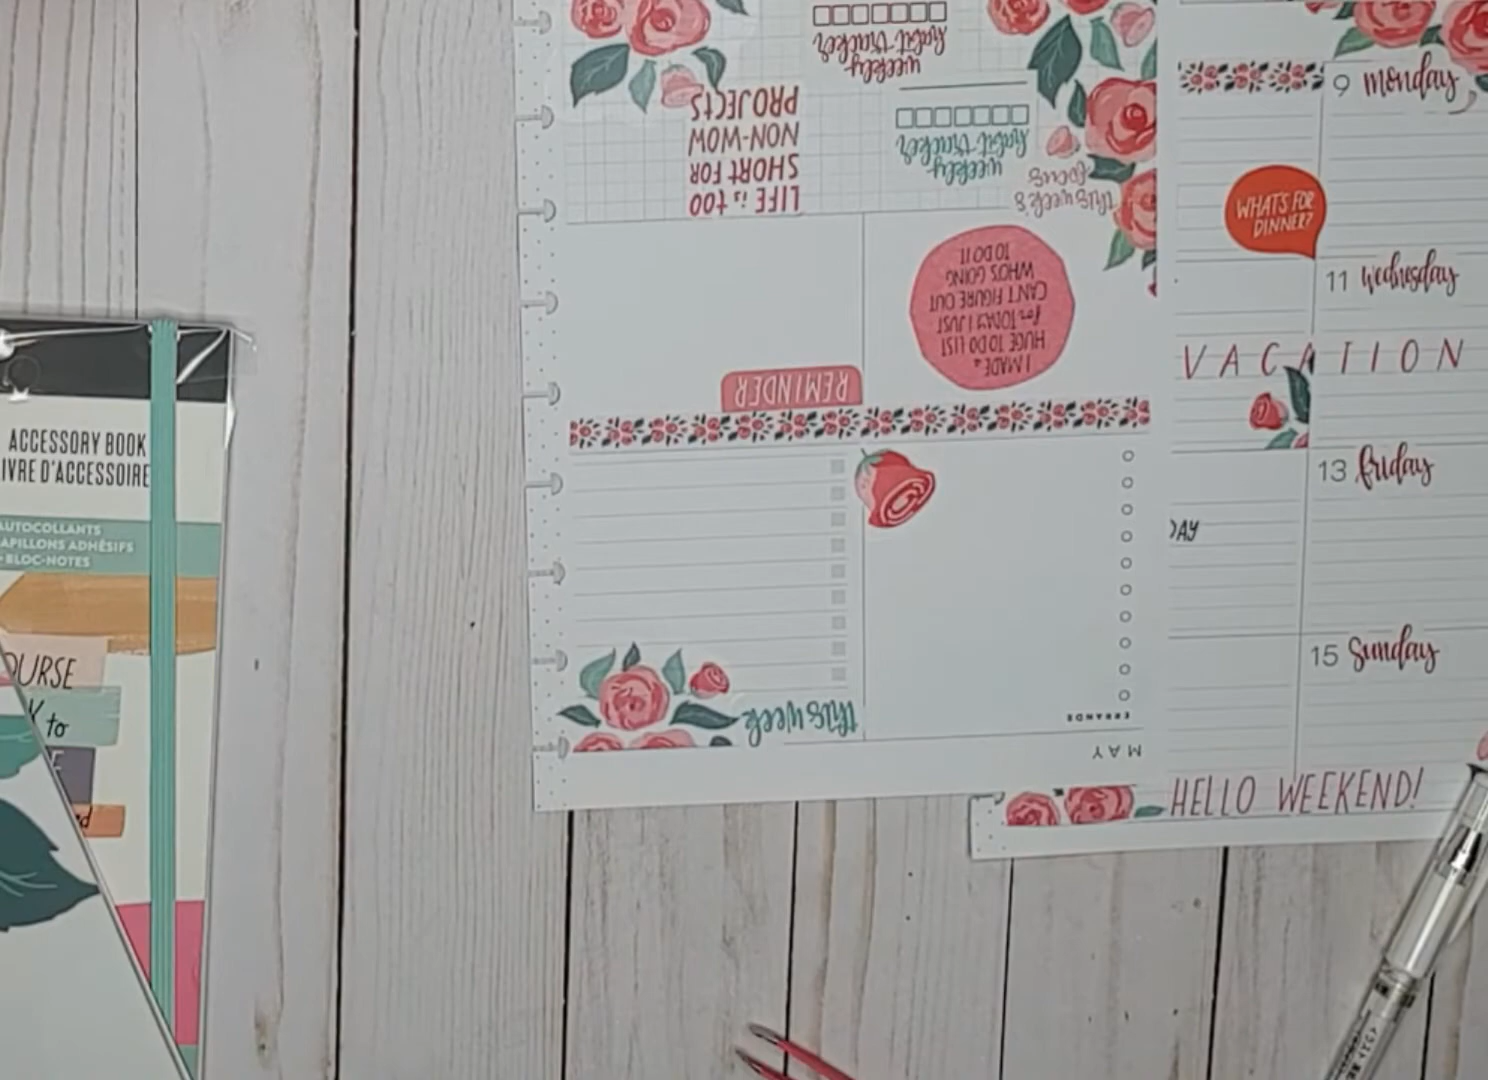 ACCESSORY BOOK
IVRE D'ACCESSOIRE
AUTOCOLLANTS
APILLONS ADHÉSIFS
BLOC-NOTES
OURSE
to
MAY
ERRANDS
this week
REMINDER
I MADE a
HUGE TO DO LIST
for TODAY I JUST
CAN'T FIGURE OUT
WHO'S GOING
TO DO IT
LIFE is too
SHORT FOR
NON-WOW
PROJECTS
this week's
focus
weekly
habit tracker
weekly
habit tracker
9 monday
WHAT'S FOR
DINNER?
11 wednesday
VACATION
13 friday
DAY
15 Sunday
HELLO WEEKEND!